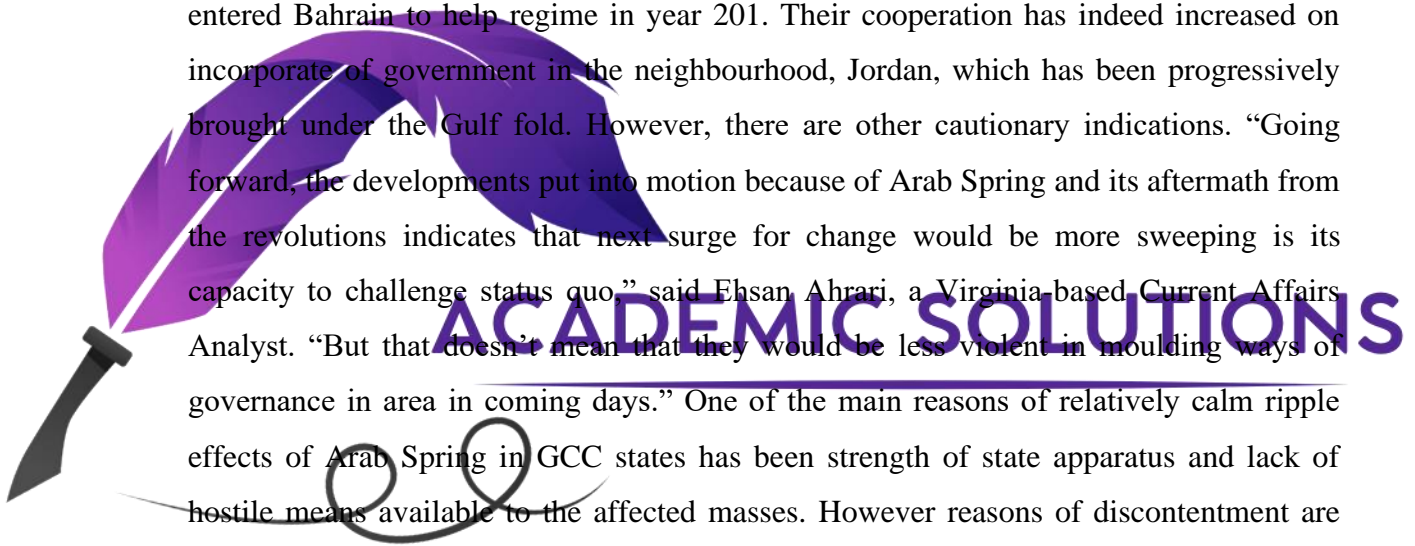 entered Bahrain to help regime in year 201. Their cooperation has indeed increased on
incorporate of government in the neighbourhood, Jordan, which has been progressively
brought under the Gulf fold. However, there are other cautionary indications. “Going
forward, the developments put into motion because of Arab Spring and its aftermath from
the revolutions indicates that next surge for change would be more sweeping is its
capacity to challenge status quo,” said Ehsan Ahrari, a Virginia-based Current Affairs
ACADEMIC SOLUTIONS
Analyst. “But that doesn’t mean that they would be less violent in moulding ways of
governance in area in coming days.” One of the main reasons of relatively calm ripple
effects of Arab Spring in GCC states has been strength of state apparatus and lack of
hostile means available to the affected masses. However reasons of discontentment are